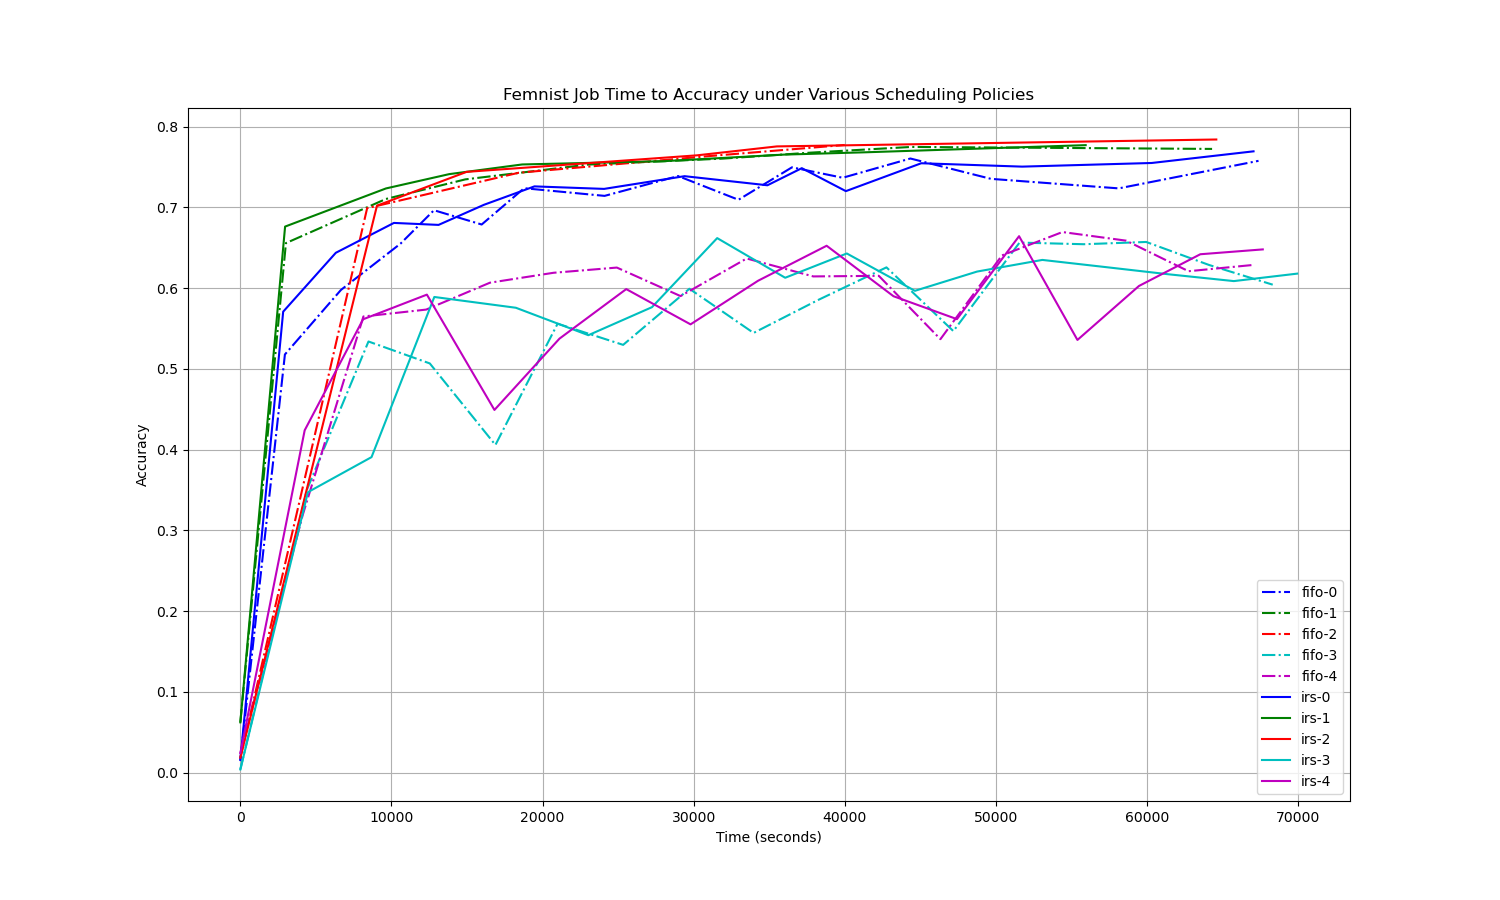 Femnist Job Time to Accuracy under Various Scheduling Policies
0.8
0.7
0.6
0.5
0.4
0.3
0.2
0.1
0.0
Accuracy
0 10000 20000 30000 40000 50000 60000 70000
Time (seconds)
fifo-0
fifo-1
fifo-2
fifo-3
fifo-4
irs-0
irs-1
irs-2
irs-3
irs-4